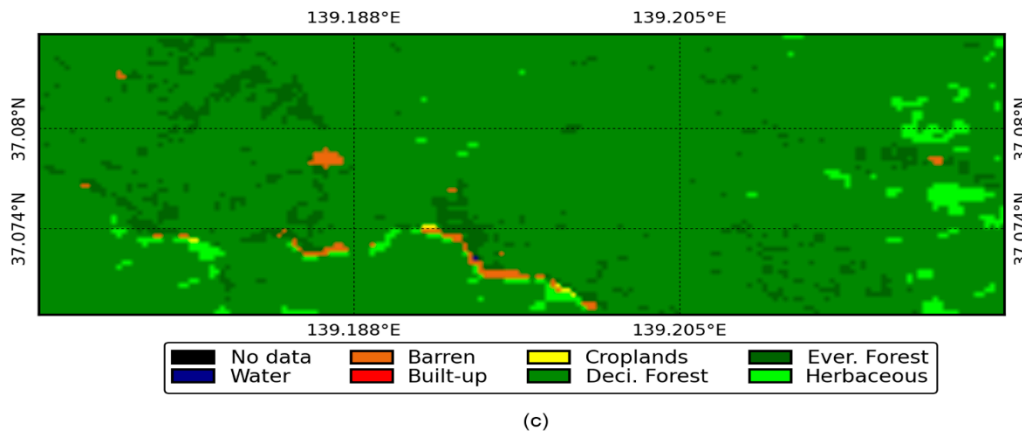 139.188°E 139.205°E
37.08°N 37.08°N
37.074°N 37.074°N
139.188°E 139.205°E
No data Barren Croplands Ever. Forest
Water Built-up Deci. Forest Herbaceous
(c)